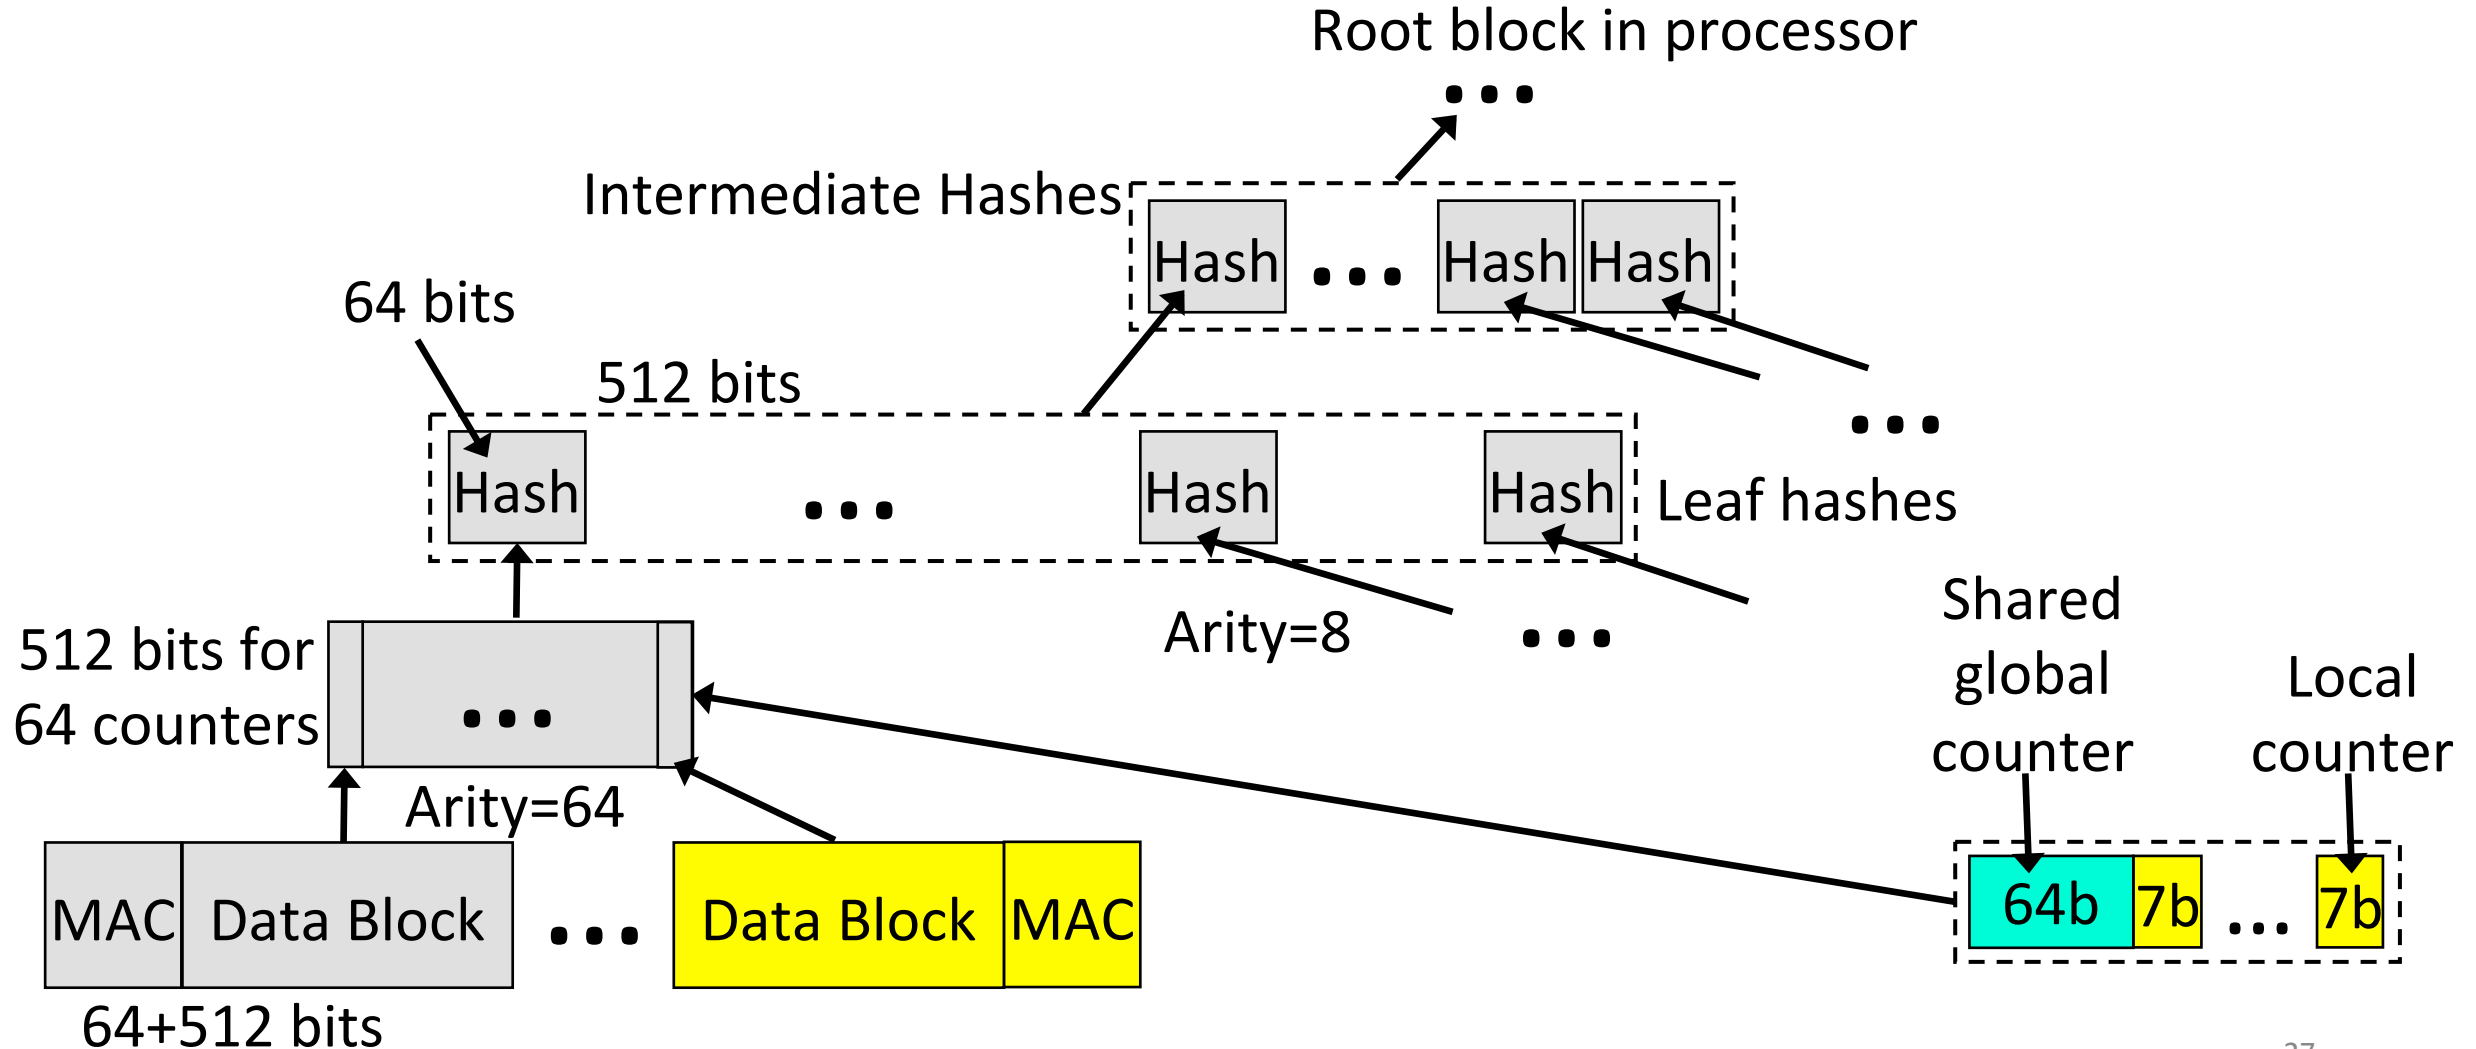 Root block in processor
...
Intermediate Hashes
Hash ... Hash Hash
64 bits
512 bits
...
Hash ... Hash Hash
Leaf hashes
512 bits for
64 counters
...
Arity=8
...
Shared
global
counter
Local
counter
Arity=64
MAC Data Block ... Data Block MAC
64b 7b ... 7b
64+512 bits
37